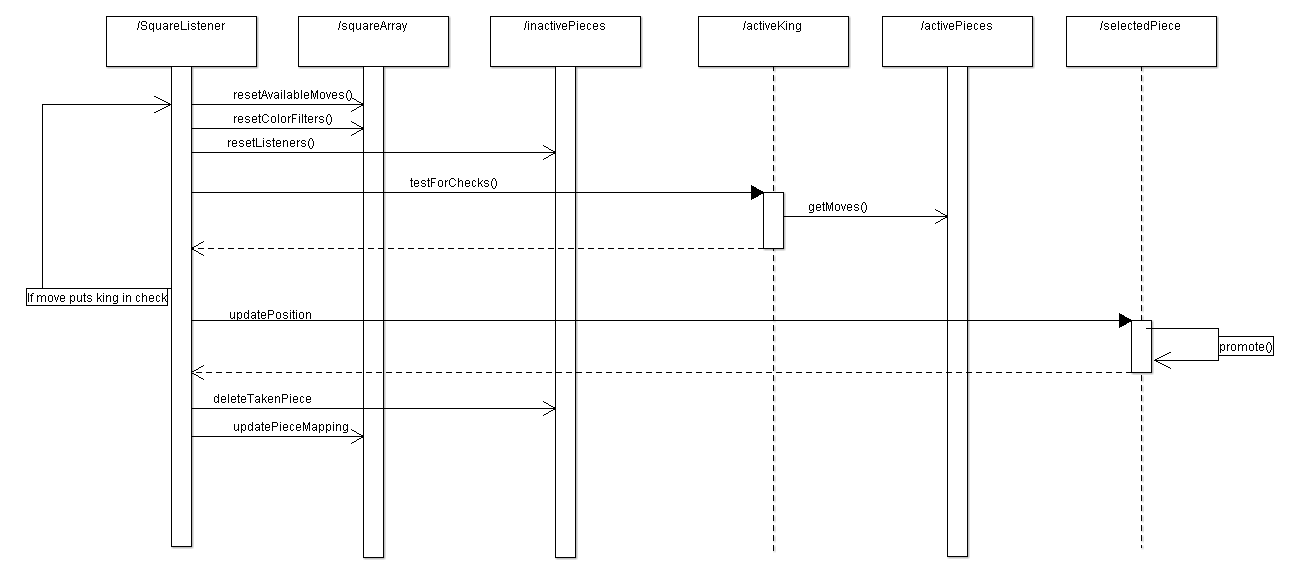 /SquareListener
/squareArray
/inactivePieces
/activeKing
/activePieces
/selectedPiece
resetAvailableMoves()
resetColorFilters()
resetListeners()
testForChecks()
getMoves()
If move puts king in check
updatePosition
promote()
deleteTakenPiece
updatePieceMapping